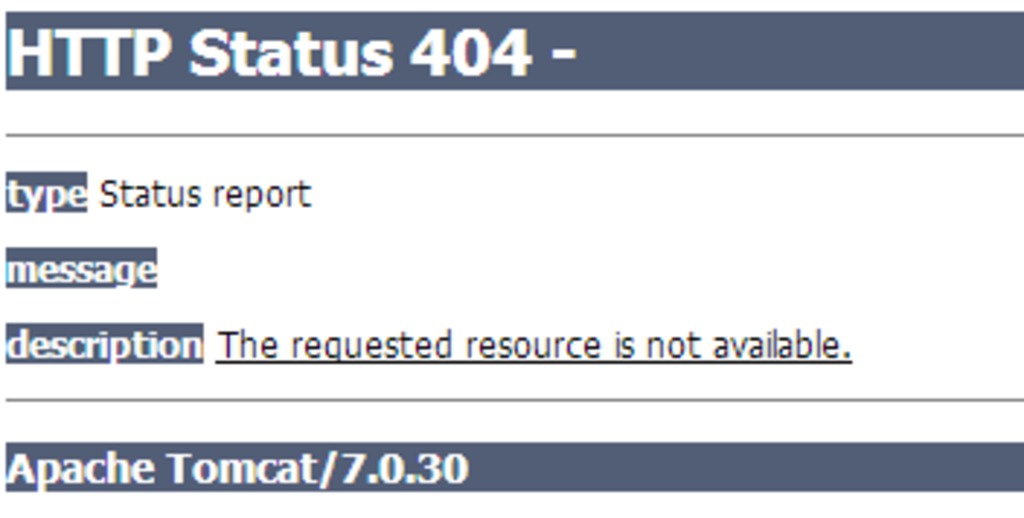 HTTP Status 404 -
type Status report
message
description The requested resource is not available.
Apache Tomcat/7.0.30